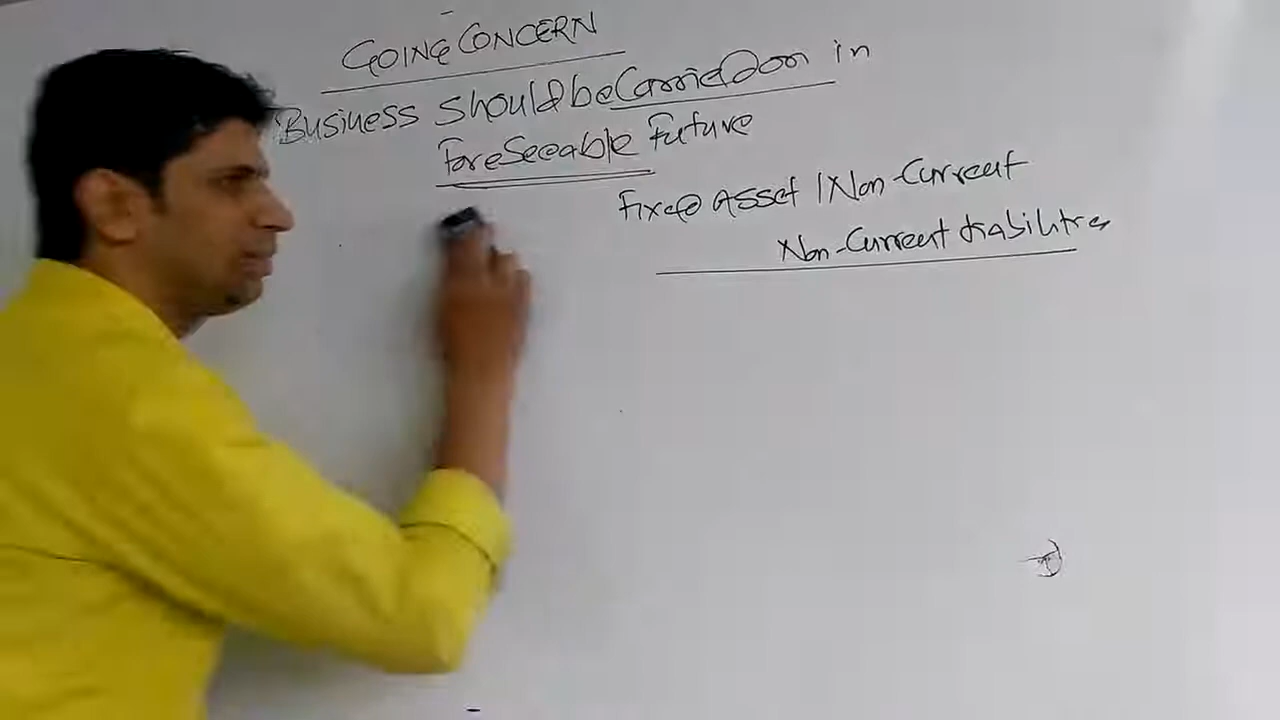 GOING CONCERN
Business should be Carried on in
foreseeable future
Fixed Asset / Non-Current
Non-Current Liabilities